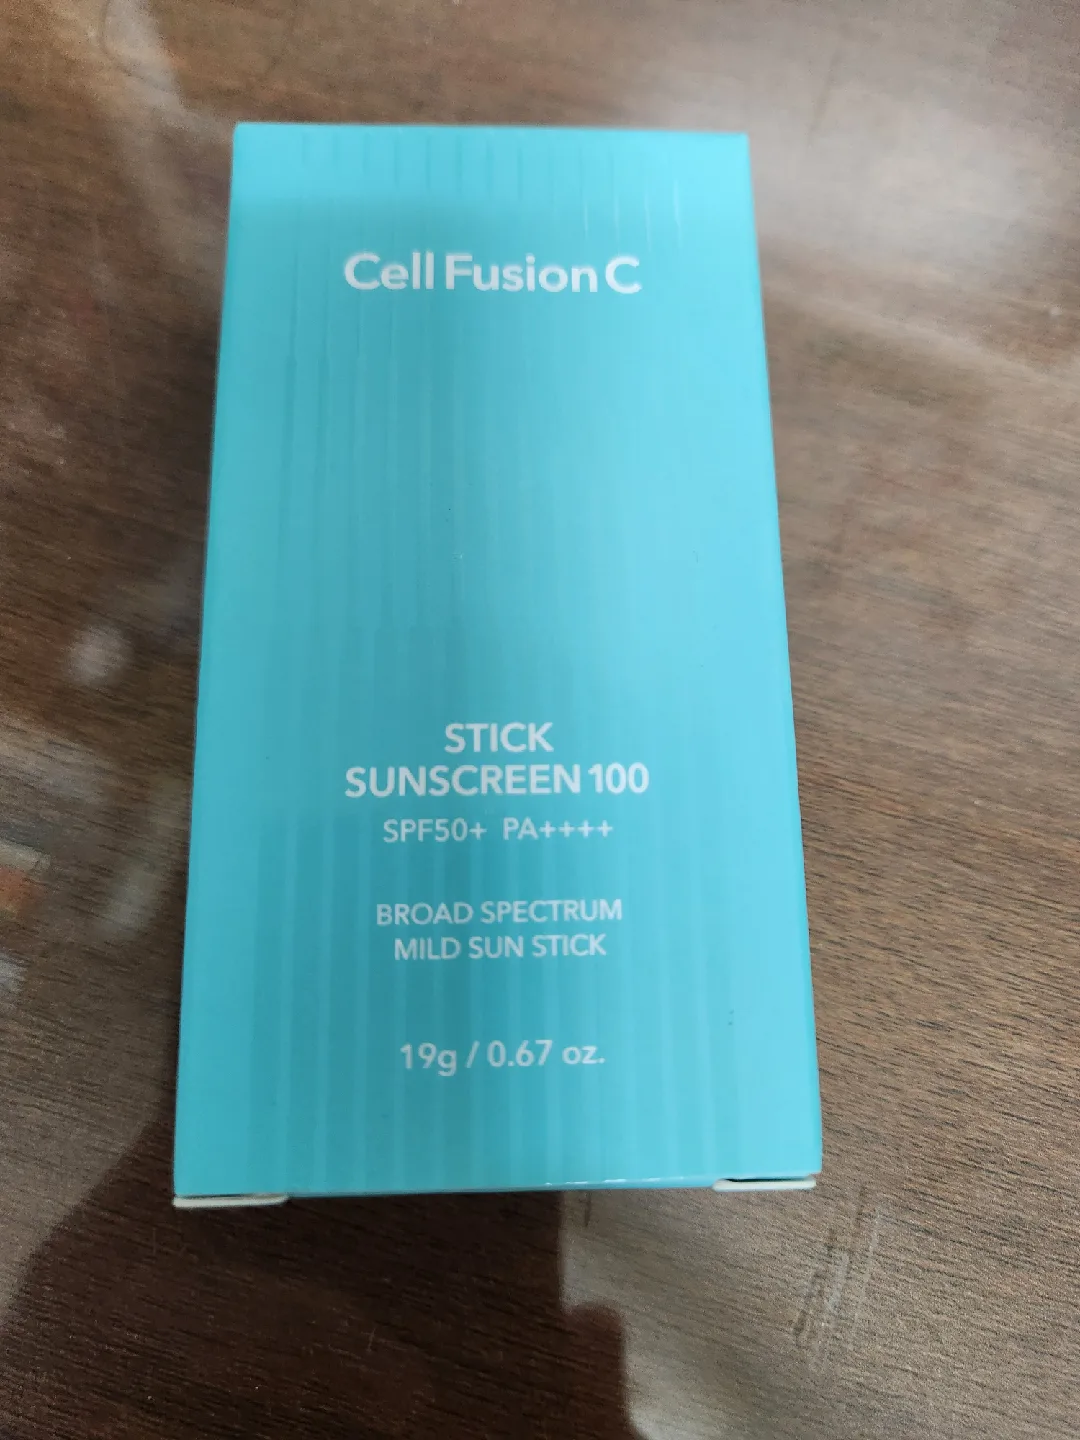 Cell Fusion C
STICK
SUNSCREEN 100
SPF50+ PA++++
BROAD SPECTRUM
MILD SUN STICK
19g / 0.67 oz.